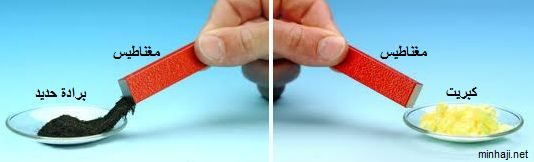 مغناطيس
كبريت
مغناطيس
برادة حديد
minhaji.net